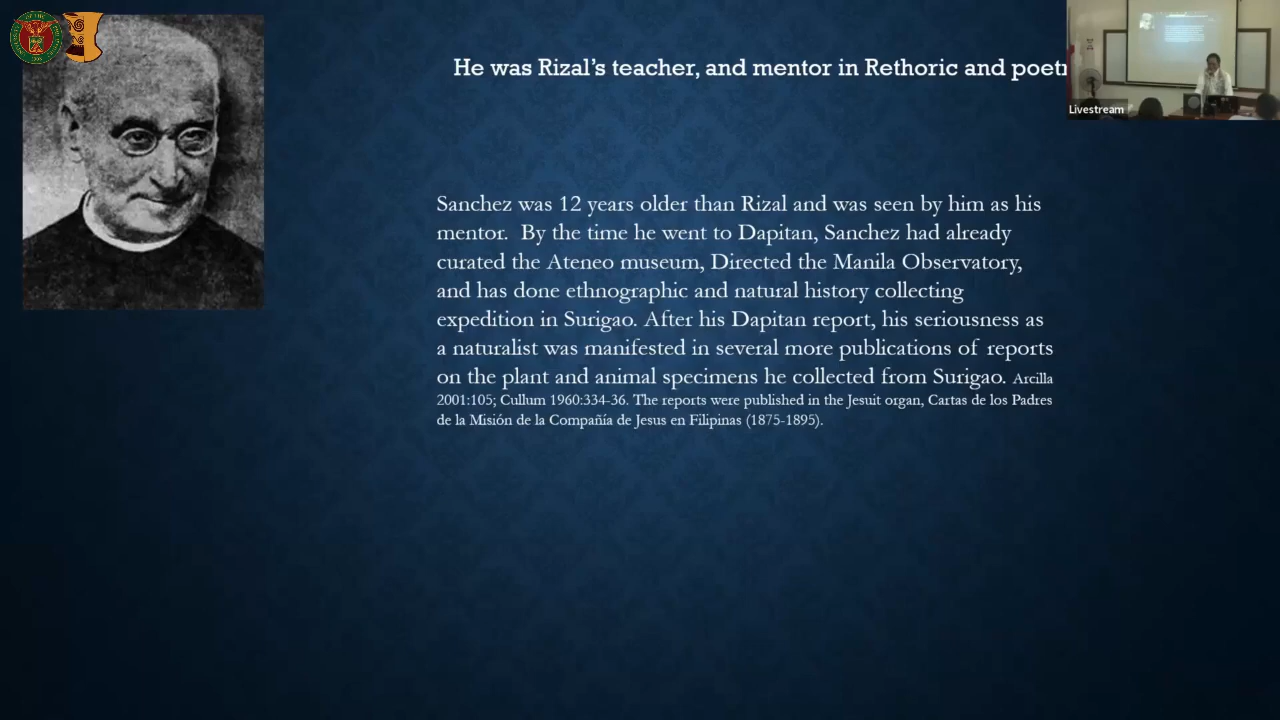 He was Rizal's teacher, and mentor in Rethoric and
Livestream
Sanchez was 12 years older than Rizal and was seen by him as his
mentor. By the time he went to Dapitan, Sanchez had already
curated the Ateneo museum, Directed the Manila Observatory,
and has done ethnographic and natural history collecting
expedition in Surigao. After his Dapitan report, his seriousness as
a naturalist was manifested in several more publications of reports
on the plant and animal specimens he collected from Surigao. Arcilla
2001:105; Cullum 1960:334-36. The reports were published in the Jesuit organ, Cartas de los Padres
de la Misión de la Compañía de Jesus en Filipinas (1875-1895).